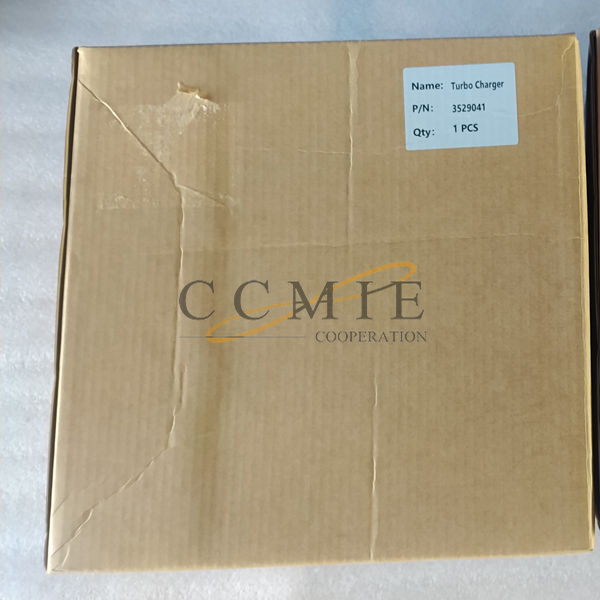 Name: Turbo Charger
P/N: 3529041
Qty: 1 PCS
CCMIE
COOPERATION